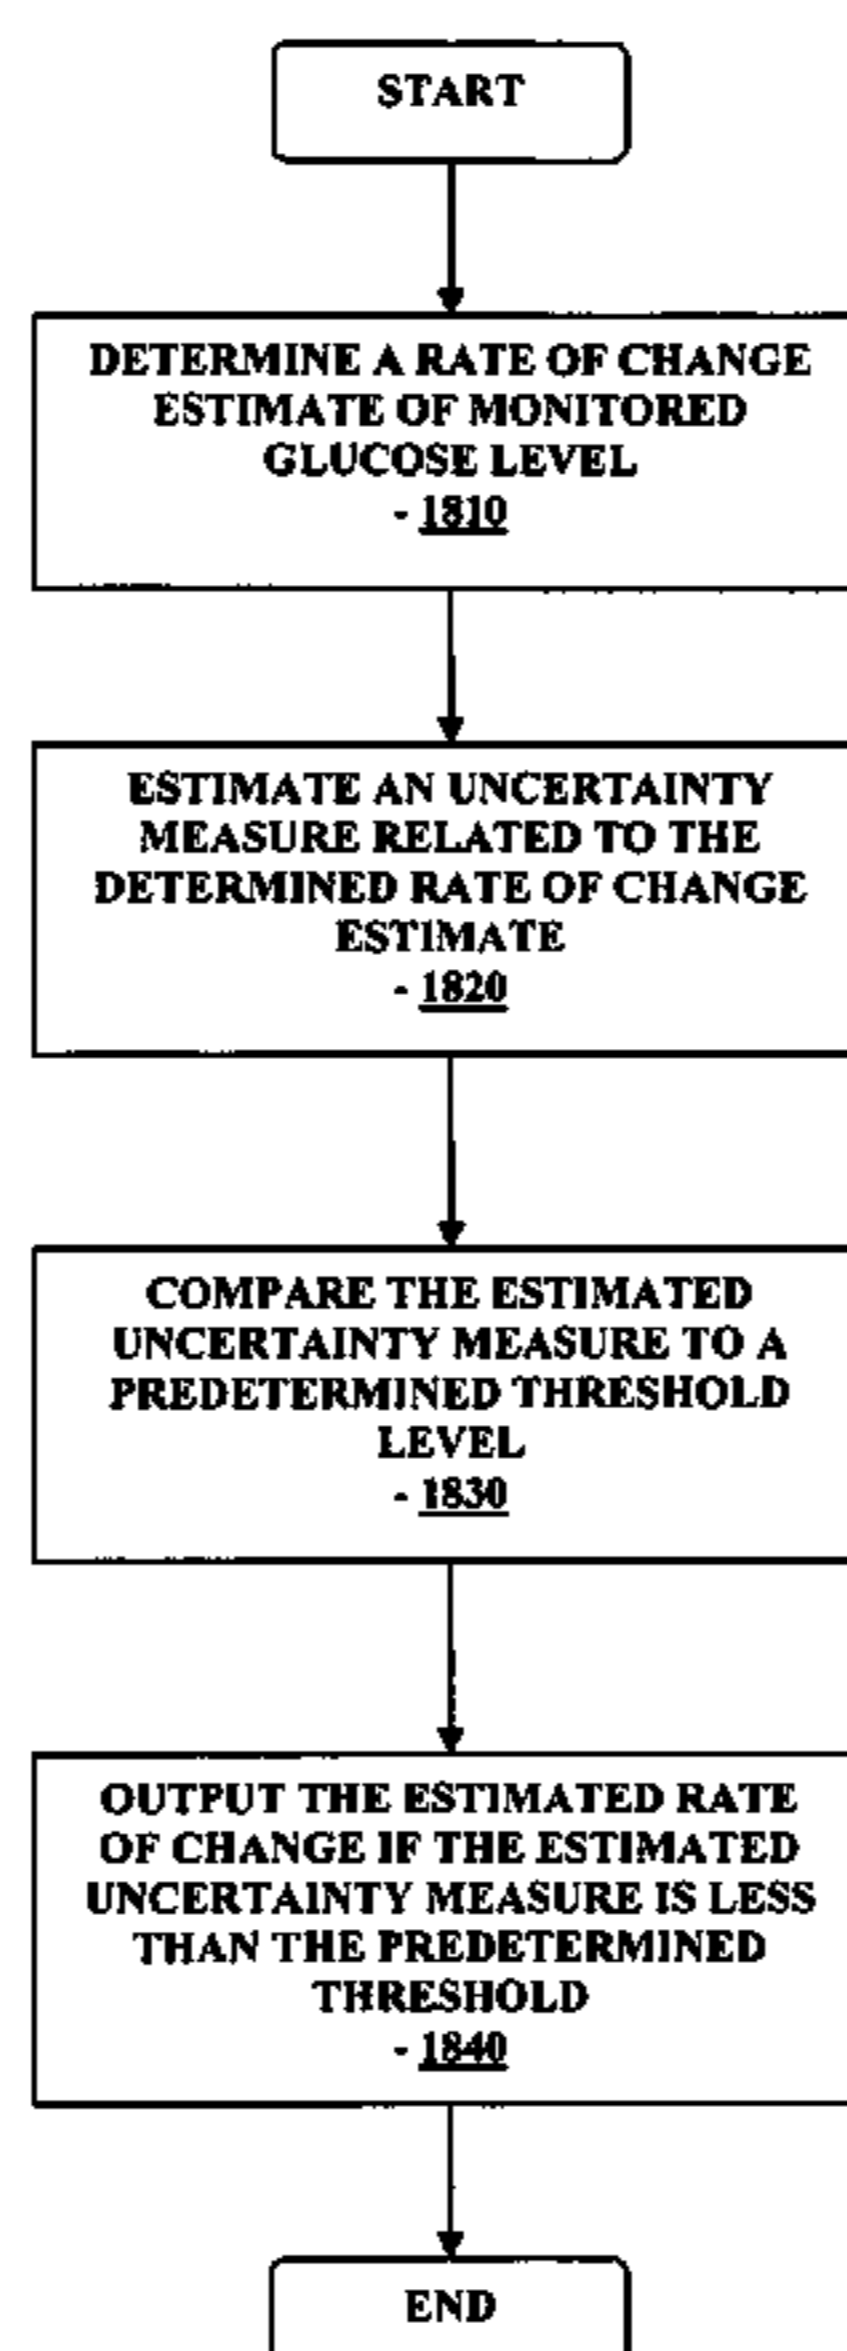 START
DETERMINE A RATE OF CHANGE
ESTIMATE OF MONITORED
GLUCOSE LEVEL
- 1810
ESTIMATE AN UNCERTAINTY
MEASURE RELATED TO THE
DETERMINED RATE OF CHANGE
ESTIMATE
- 1820
COMPARE THE ESTIMATED
UNCERTAINTY MEASURE TO A
PREDETERMINED THRESHOLD
LEVEL
- 1830
OUTPUT THE ESTIMATED RATE
OF CHANGE IF THE ESTIMATED
UNCERTAINTY MEASURE IS LESS
THAN THE PREDETERMINED
THRESHOLD
- 1840
END